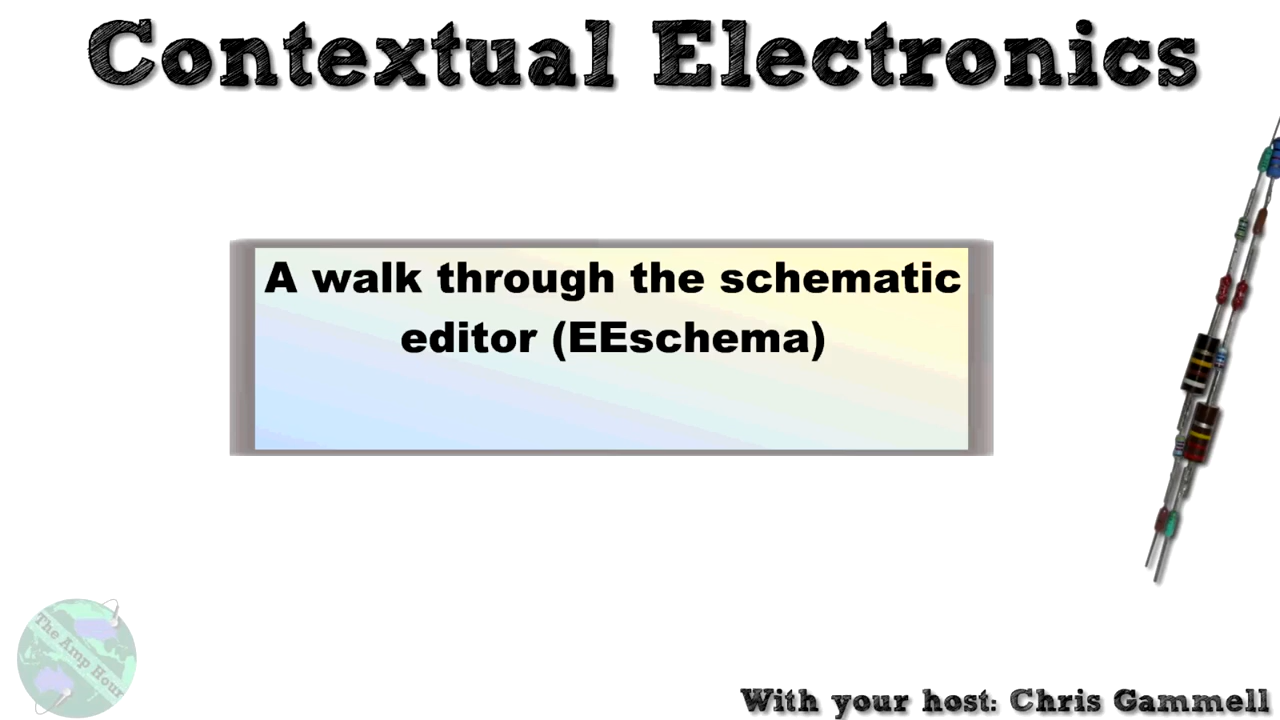 Contextual Electronics
A walk through the schematic
editor (EEschema)
The Amp Hour
With your host: Chris Gammell